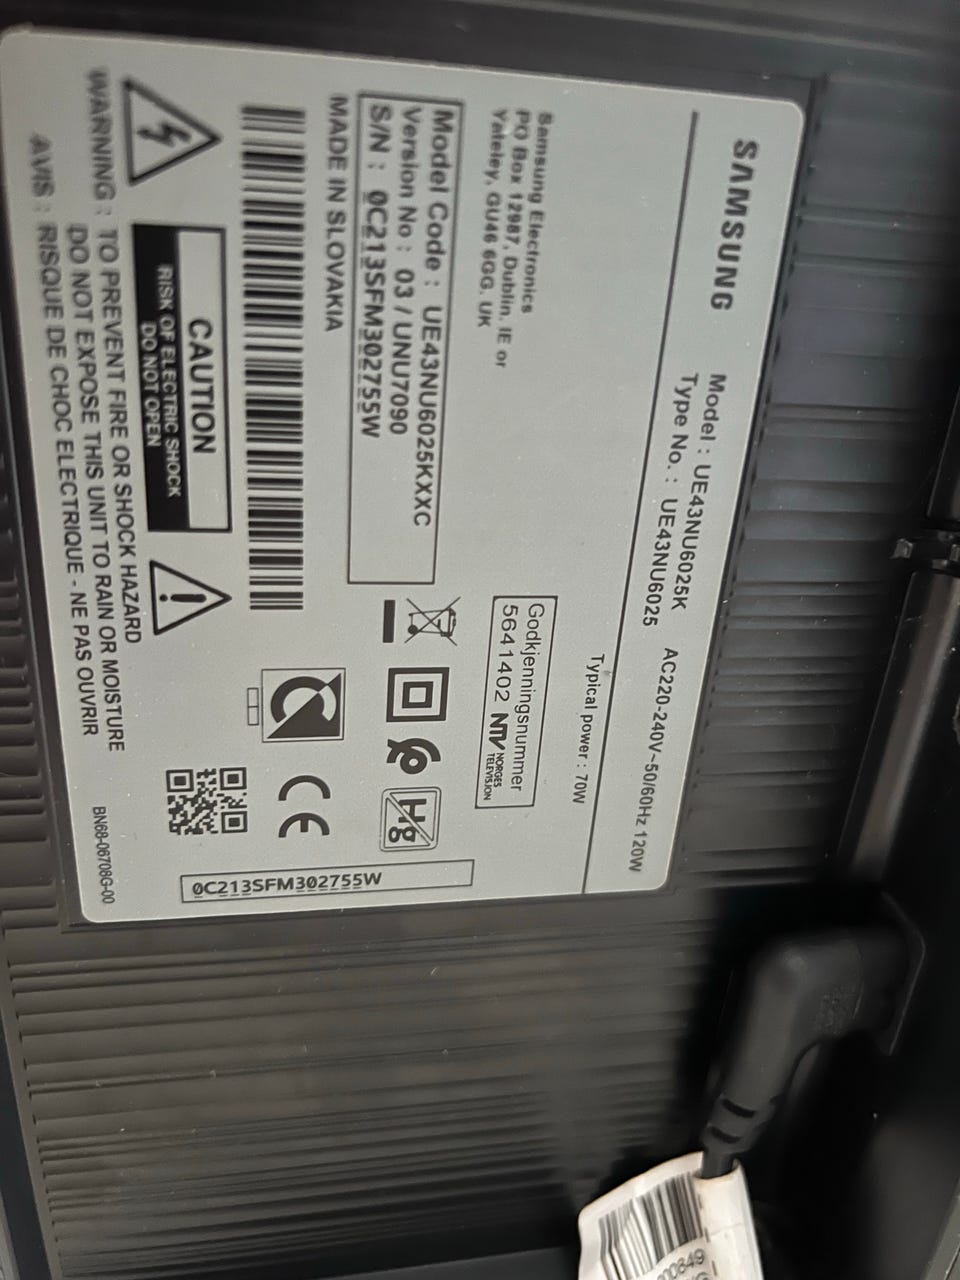 SAMSUNG
Model : UE43NU6025K AC220-240V~50/60Hz 120W
Type No. : UE43NU6025
Typical power : 70W
Samsung Electronics
PO Box 12987, Dublin. IE or
Yateley, GU46 6GG. UK
Godkjenningsnummer
5641402 NTV NORGES
TELEVISJON
Model Code : UE43NU6025KXXC
Version No : 03 / UNU7090
S/N : 0C213SFM302755W
MADE IN SLOVAKIA
Hg
CE
0C213SFM302755W
CAUTION
RISK OF ELECTRIC SHOCK
DO NOT OPEN
WARNING : TO PREVENT FIRE OR SHOCK HAZARD
DO NOT EXPOSE THIS UNIT TO RAIN OR MOISTURE
AVIS : RISQUE DE CHOC ELECTRIQUE - NE PAS OUVRIR
BN68-06708G-00